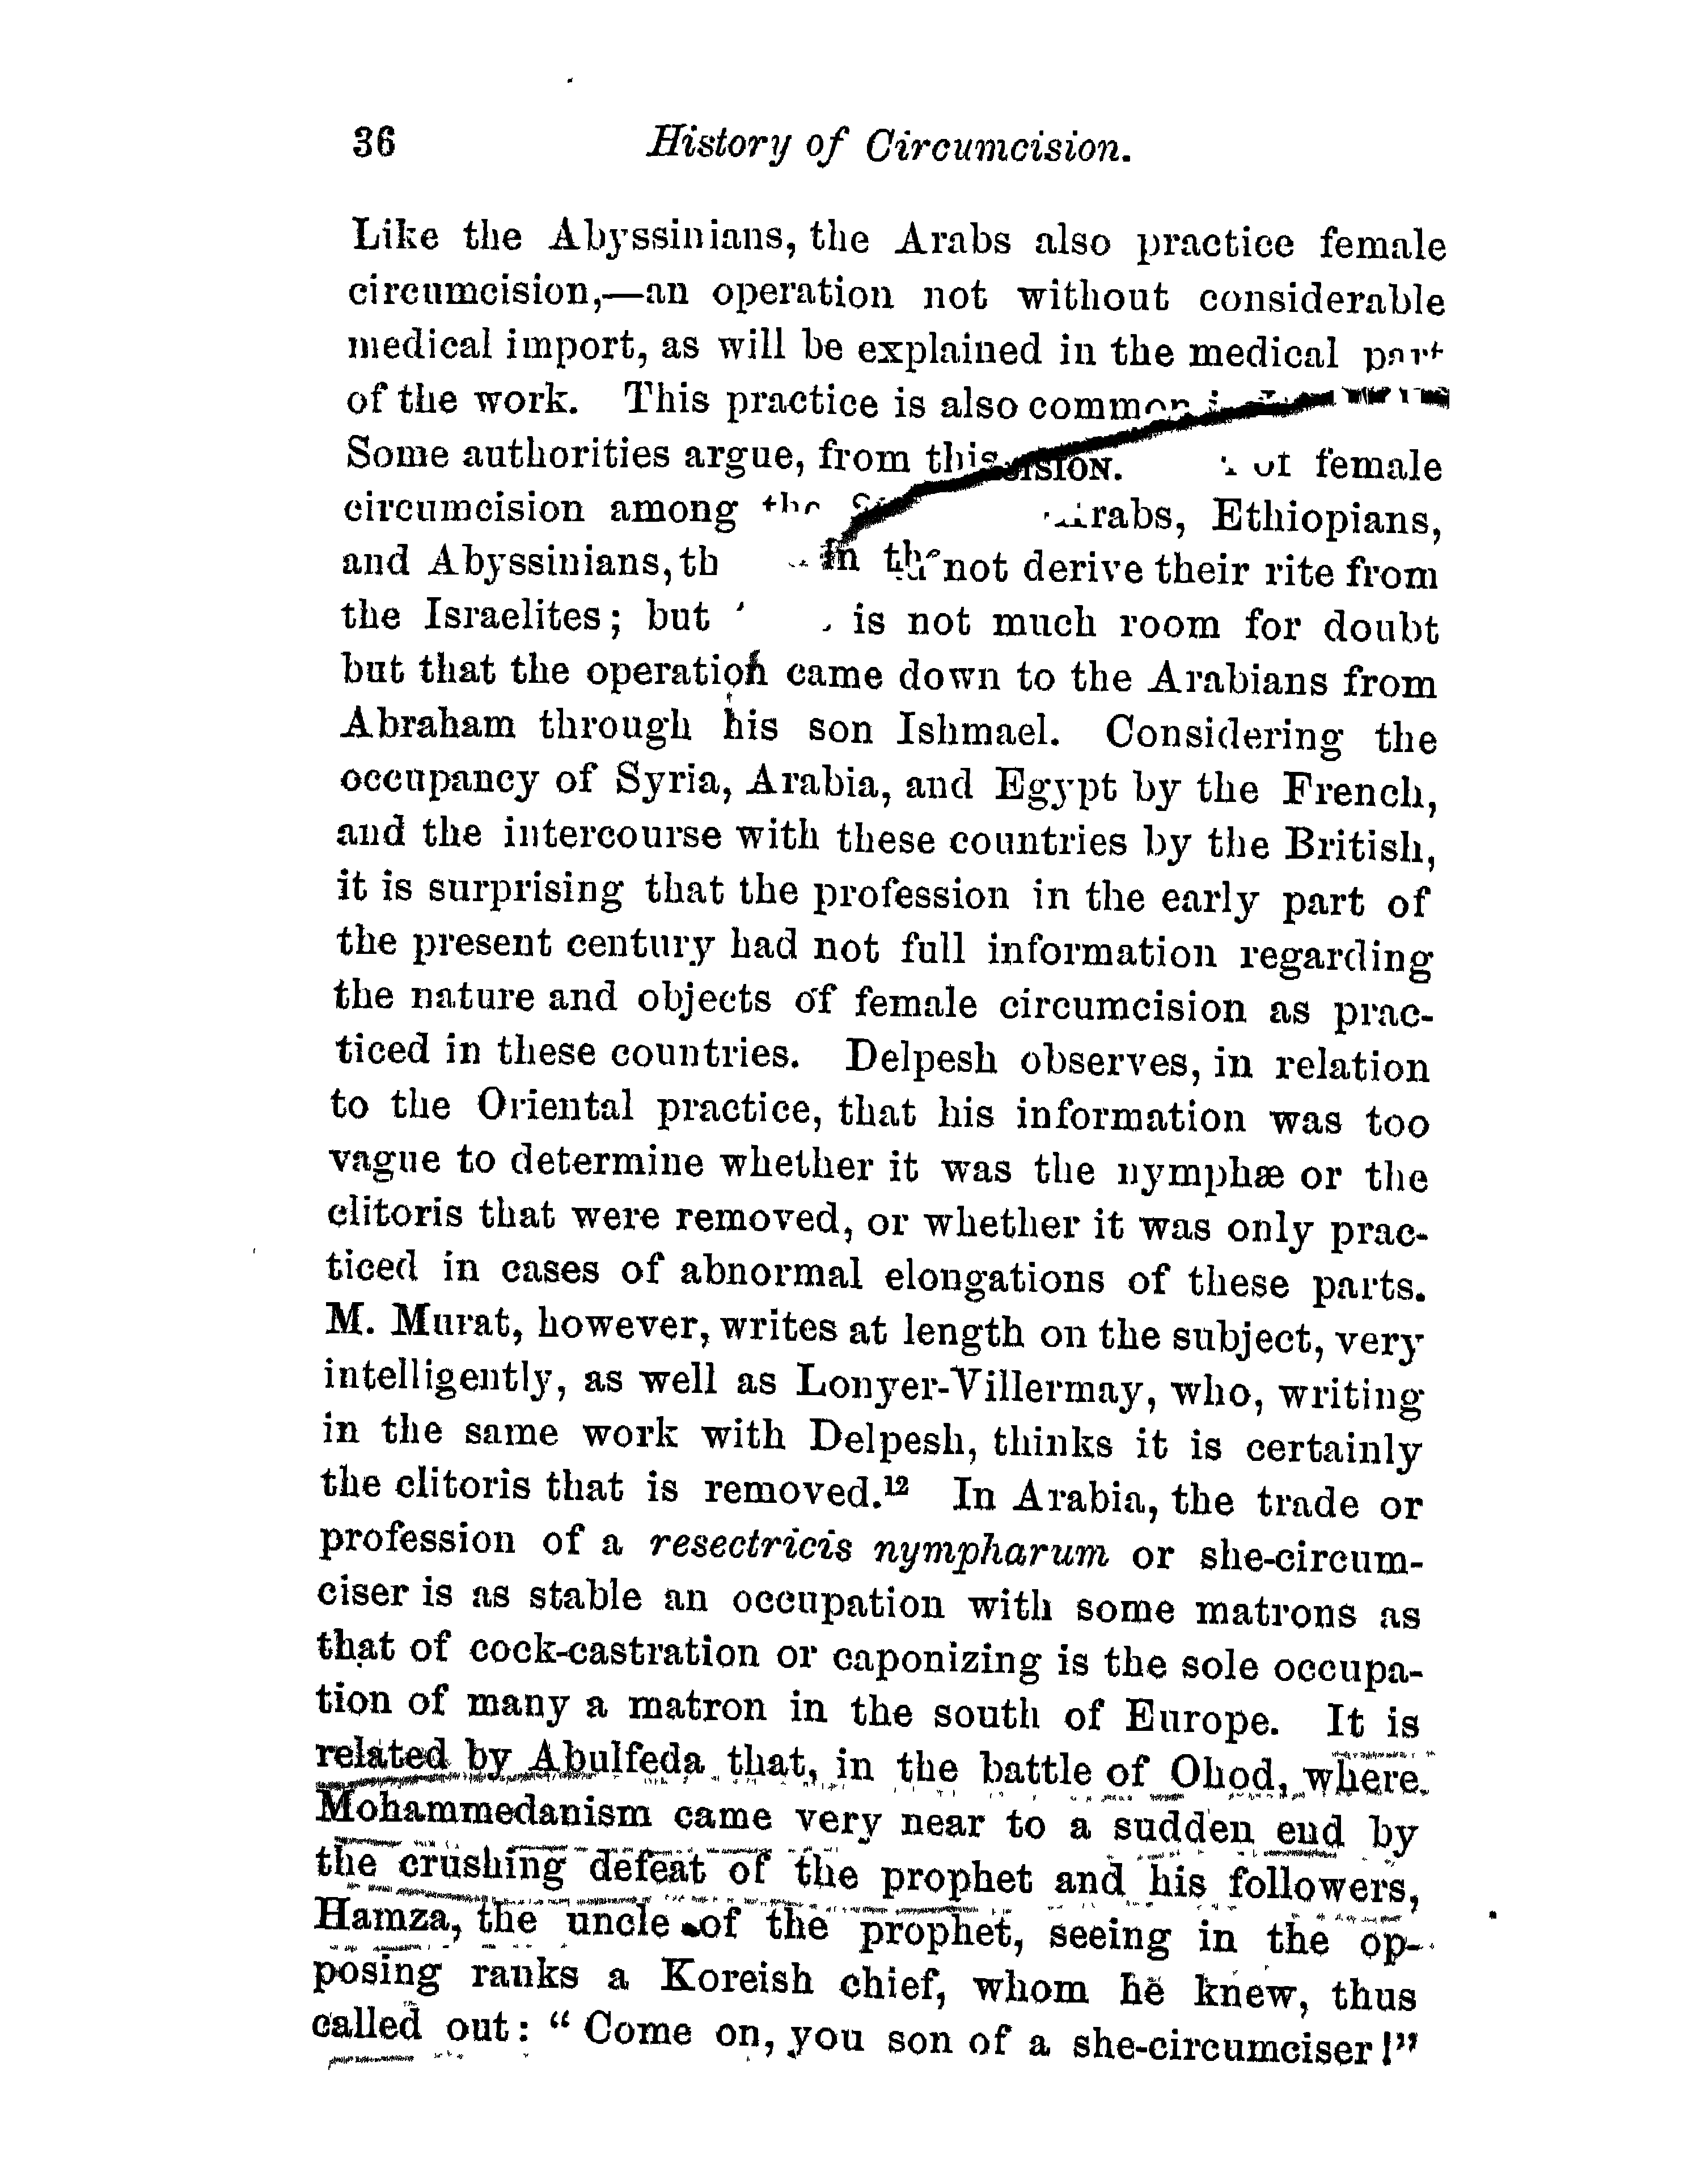 36 History of Circumcision.
Like the Abyssinians, the Arabs also practice female
circumcision,—an operation not without considerable
medical import, as will be explained in the medical part
of the work. This practice is also common
Some authorities argue, from this female
circumcision among the Ethiopians,
and Abyssinians, not derive their rite from
the Israelites; but is not much room for doubt
but that the operation came down to the Arabians from
Abraham through his son Ishmael. Considering the
occupancy of Syria, Arabia, and Egypt by the French,
and the intercourse with these countries by the British,
it is surprising that the profession in the early part of
the present century had not full information regarding
the nature and objects of female circumcision as prac-
ticed in these countries. Delpesh observes, in relation
to the Oriental practice, that his information was too
vague to determine whether it was the nymphæ or the
clitoris that were removed, or whether it was only prac-
ticed in cases of abnormal elongations of these parts.
M. Murat, however, writes at length on the subject, very
intelligently, as well as Lonyer-Villermay, who, writing
in the same work with Delpesh, thinks it is certainly
the clitoris that is removed.¹² In Arabia, the trade or
profession of a resectricis nympharum or she-circum-
ciser is as stable an occupation with some matrons as
that of cock-castration or caponizing is the sole occupa-
tion of many a matron in the south of Europe. It is
related by Abulfeda that, in the battle of Ohod, where
Mohammedanism came very near to a sudden end by
the crushing defeat of the prophet and his followers,
Hamza, the uncle of the prophet, seeing in the op-
posing ranks a Koreish chief, whom he knew, thus
called out: “Come on, you son of a she-circumciser!”